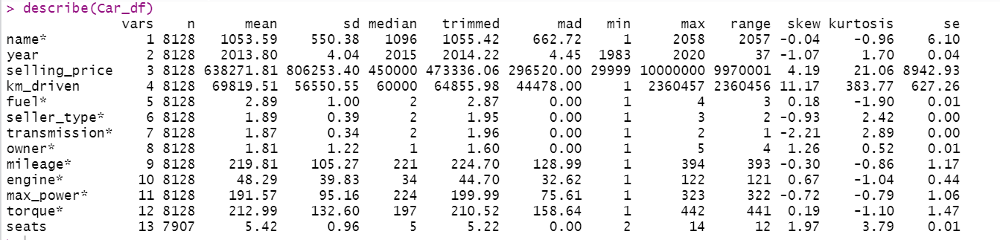 > describe(Car_df)
vars n mean sd median trimmed mad min max range skew kurtosis se
name* 1 8128 1053.59 550.38 1096 1055.42 662.72 1 2058 2057 -0.04 -0.96 6.10
year 2 8128 2013.80 4.04 2015 2014.22 4.45 1983 2020 37 -1.07 1.70 0.04
selling_price 3 8128 638271.81 806253.40 450000 473336.06 296520.00 29999 10000000 9970001 4.19 21.06 8942.93
km_driven 4 8128 69819.51 56550.55 60000 64855.98 44478.00 1 2360457 2360456 11.17 383.77 627.26
fuel* 5 8128 2.89 1.00 2 2.87 0.00 1 4 3 0.18 -1.90 0.01
seller_type* 6 8128 1.89 0.39 2 1.95 0.00 1 3 2 -0.93 2.42 0.00
transmission* 7 8128 1.87 0.34 2 1.96 0.00 1 2 1 -2.21 2.89 0.00
owner* 8 8128 1.81 1.22 1 1.60 0.00 1 5 4 1.26 0.52 0.01
mileage* 9 8128 219.81 105.27 221 224.70 128.99 1 394 393 -0.30 -0.86 1.17
engine* 10 8128 48.29 39.83 34 44.70 32.62 1 122 121 0.67 -1.04 0.44
max_power* 11 8128 191.57 95.16 224 199.99 75.61 1 323 322 -0.72 -0.79 1.06
torque* 12 8128 212.99 132.60 197 210.52 158.64 1 442 441 0.19 -1.10 1.47
seats 13 7907 5.42 0.96 5 5.22 0.00 2 14 12 1.97 3.79 0.01